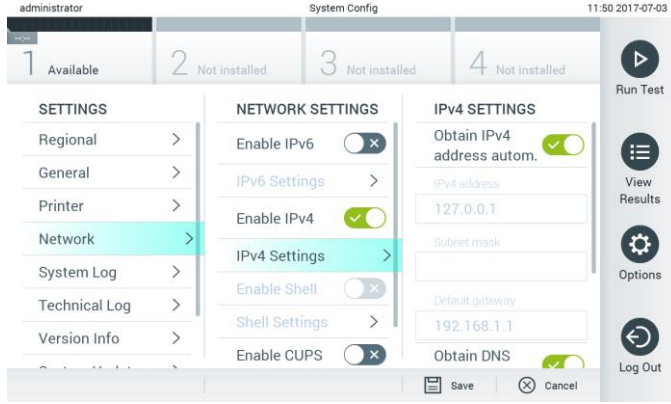 administrator
System Config
11:50 2017-07-03
--:--
1 Available
2 Not installed
3 Not installed
4 Not installed
Run Test
View
Results
Options
Log Out
SETTINGS
Regional
General
Printer
Network
System Log
Technical Log
Version Info
NETWORK SETTINGS
Enable IPv6
IPv6 Settings
Enable IPv4
IPv4 Settings
Enable Shell
Shell Settings
Enable CUPS
IPv4 SETTINGS
Obtain IPv4
address autom.
IPv4 address
127.0.0.1
Subnet mask
Default gateway
192.168.1.1
Obtain DNS
Save
Cancel